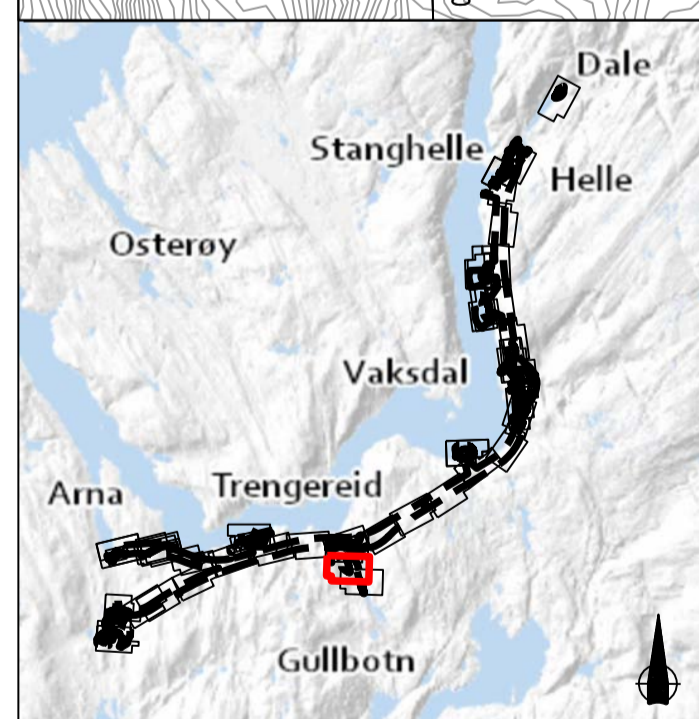 Dale
Stanghelle
Helle
Osterøy
Vaksdal
Trengereid
Arna
Gullbotn